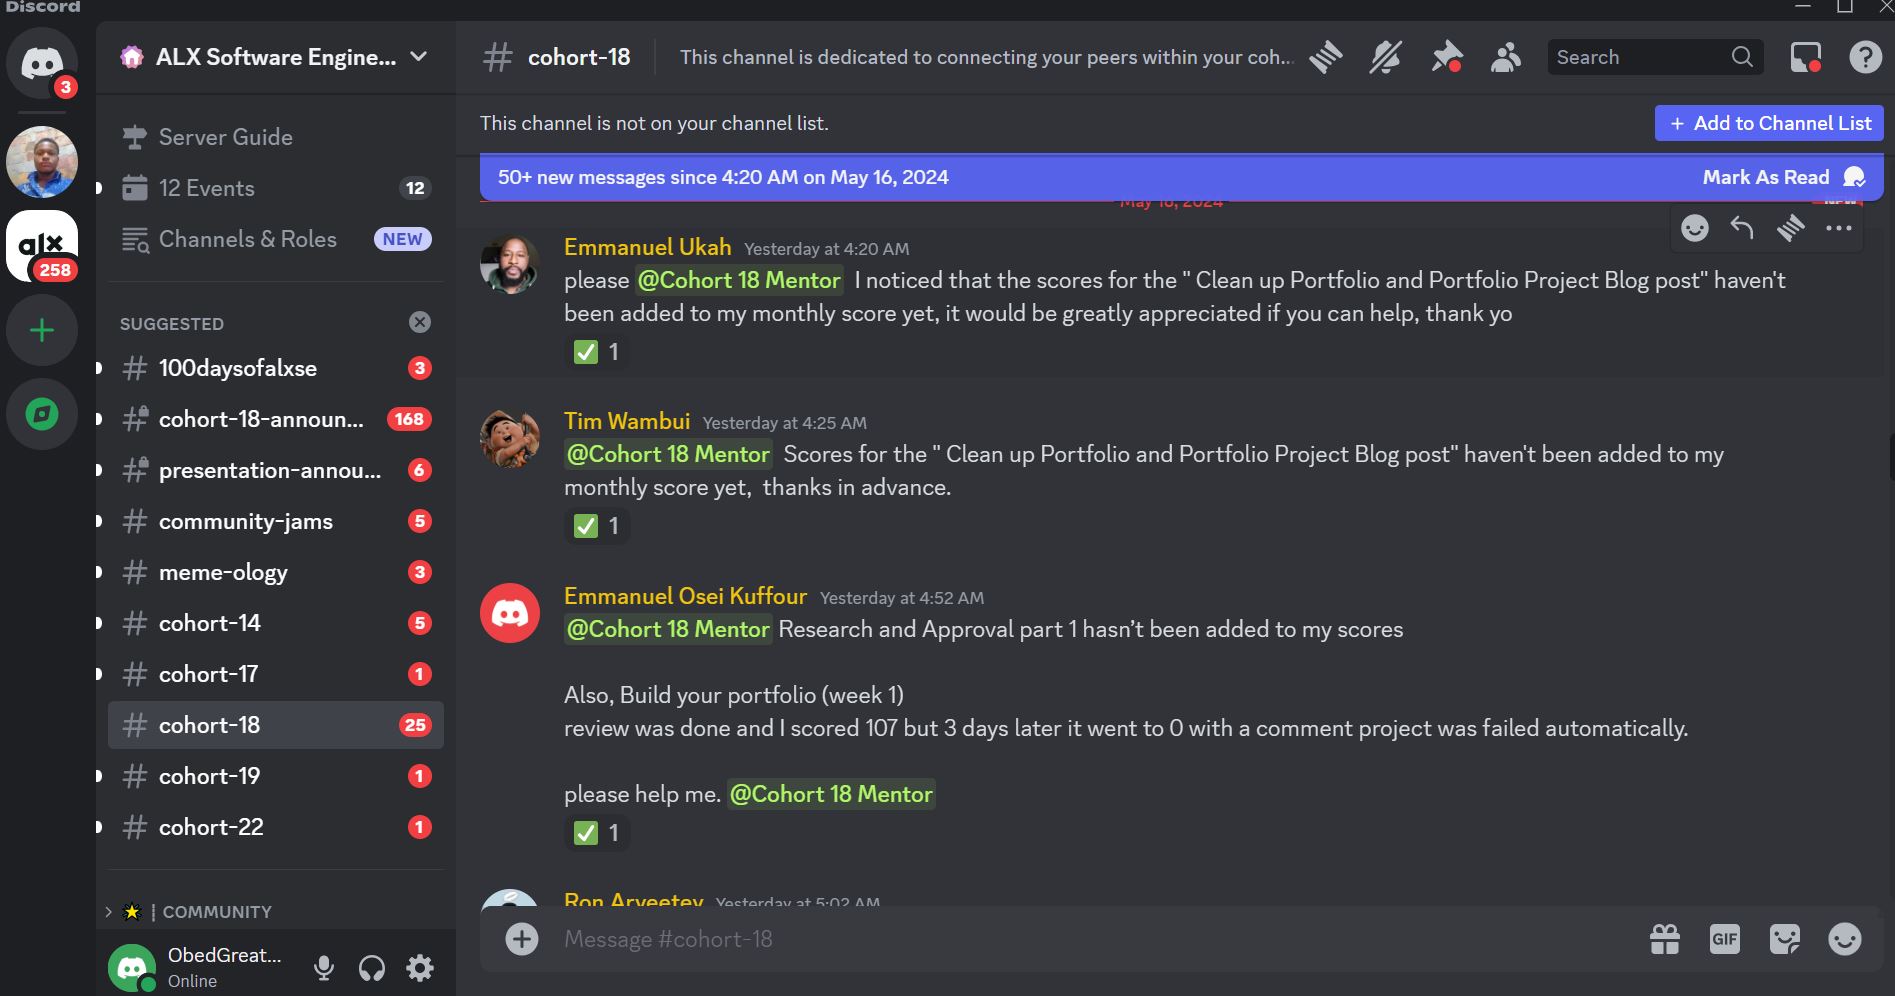 Discord
3
alx
258
ALX Software Engine...
Server Guide
12 Events
12
Channels & Roles
NEW
SUGGESTED
100daysofalxse
3
cohort-18-announ...
168
presentation-annou...
6
community-jams
5
meme-ology
3
cohort-14
5
cohort-17
1
cohort-18
25
cohort-19
1
cohort-22
1
| COMMUNITY
ObedGreat...
Online
cohort-18
This channel is dedicated to connecting your peers within your coh...
Search
This channel is not on your channel list.
+ Add to Channel List
50+ new messages since 4:20 AM on May 16, 2024
Mark As Read
May 16, 2024
NEW
Emmanuel Ukah Yesterday at 4:20 AM
please @Cohort 18 Mentor I noticed that the scores for the " Clean up Portfolio and Portfolio Project Blog post" haven't
been added to my monthly score yet, it would be greatly appreciated if you can help, thank yo
1
Tim Wambui Yesterday at 4:25 AM
@Cohort 18 Mentor Scores for the " Clean up Portfolio and Portfolio Project Blog post" haven't been added to my
monthly score yet, thanks in advance.
1
Emmanuel Osei Kuffour Yesterday at 4:52 AM
@Cohort 18 Mentor Research and Approval part 1 hasn’t been added to my scores
Also, Build your portfolio (week 1)
review was done and I scored 107 but 3 days later it went to 0 with a comment project was failed automatically.
please help me. @Cohort 18 Mentor
1
Ron Aryeetey Yesterday at 5:02 AM
Message #cohort-18
GIF